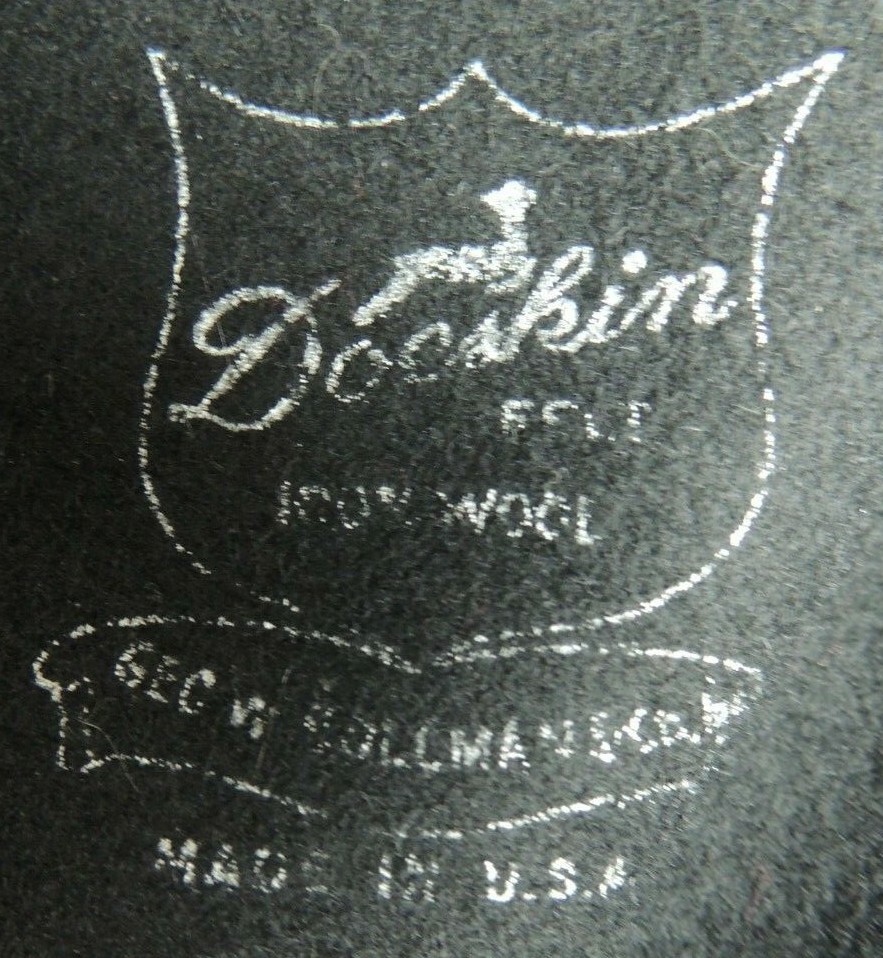 Doeskin
FELT
100% WOOL
GEO. W. BOLLMAN & CO.
MADE IN U.S.A